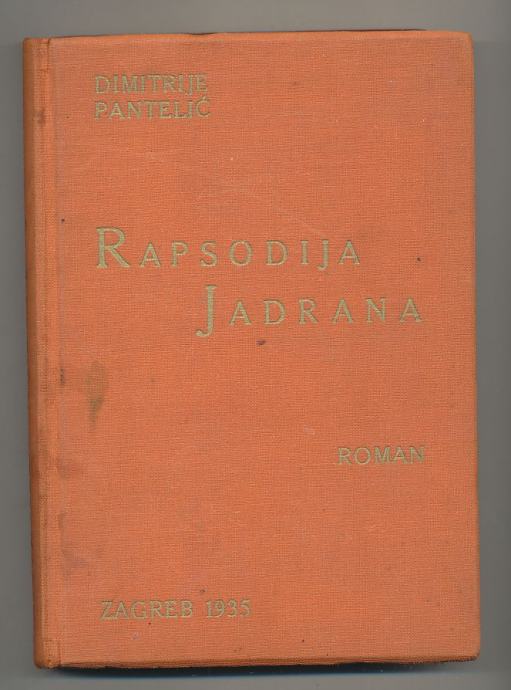 DIMITRIJE
PANTELIĆ
RAPSODIJA
JADRANA
ROMAN
ZAGREB 1935